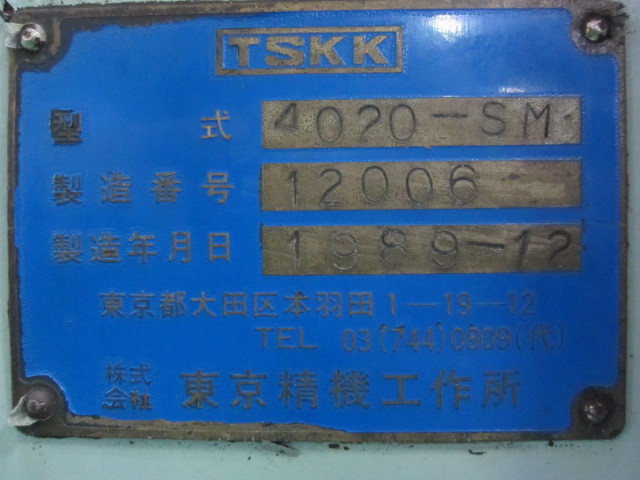 TSKK
型式 4020-SM
製造番号 12006
製造年月日 1989-12
東京都大田区本羽田1-19-12
TEL 03(744)0809(代)
株式会社 東京精機工作所